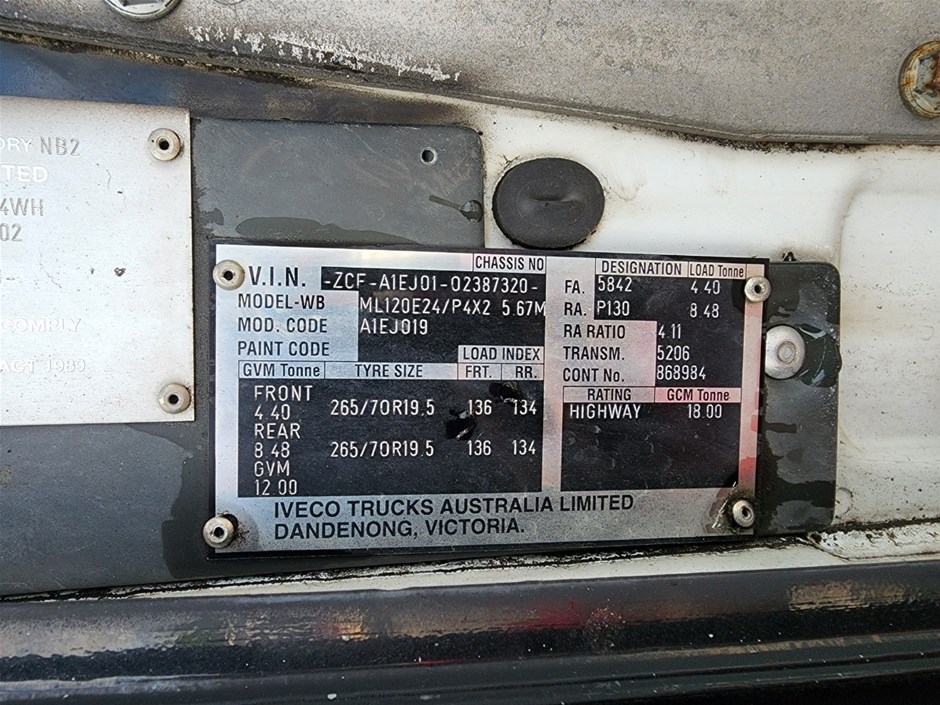 ORY NB2
TED
4WH
02
COMPLY
ACT 1989
CHASSIS NO
V.I.N. -ZCF-A1EJ01-02387320-
MODEL-WB ML120E24/P4X2 5.67M
MOD. CODE A1EJ019
PAINT CODE
LOAD INDEX
GVM Tonne TYRE SIZE FRT. RR.
FRONT
4.40 265/70R19.5 136 134
REAR
8.48 265/70R19.5 136 134
GVM
12.00
DESIGNATION LOAD Tonne
FA. 5842 4.40
RA. P130 8.48
RA RATIO 4.11
TRANSM. 5206
CONT No. 868984
RATING GCM Tonne
HIGHWAY 18.00
IVECO TRUCKS AUSTRALIA LIMITED
DANDENONG, VICTORIA.